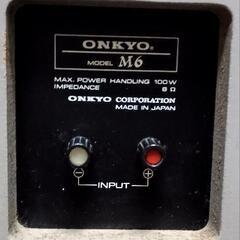 ONKYO®
MODEL M6
MAX. POWER HANDLING 100W
IMPEDANCE 8 Ω
ONKYO CORPORATION
MADE IN JAPAN
− INPUT +